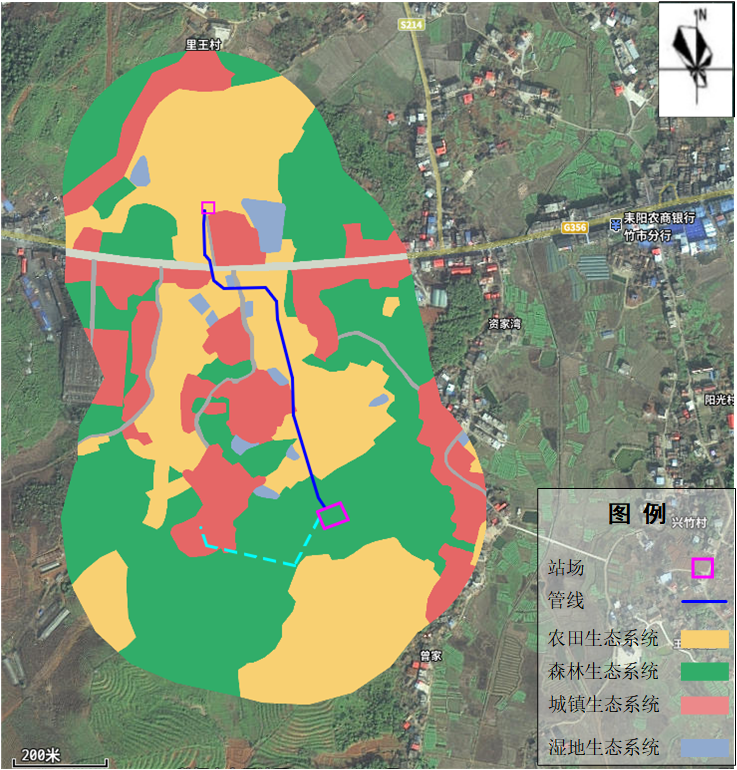 里王村
S214
N
G356
耒阳农商银行
竹市分行
资家湾
阳光村
图 例
兴竹村
站场
管线
农田生态系统
森林生态系统
城镇生态系统
湿地生态系统
曾家
200米